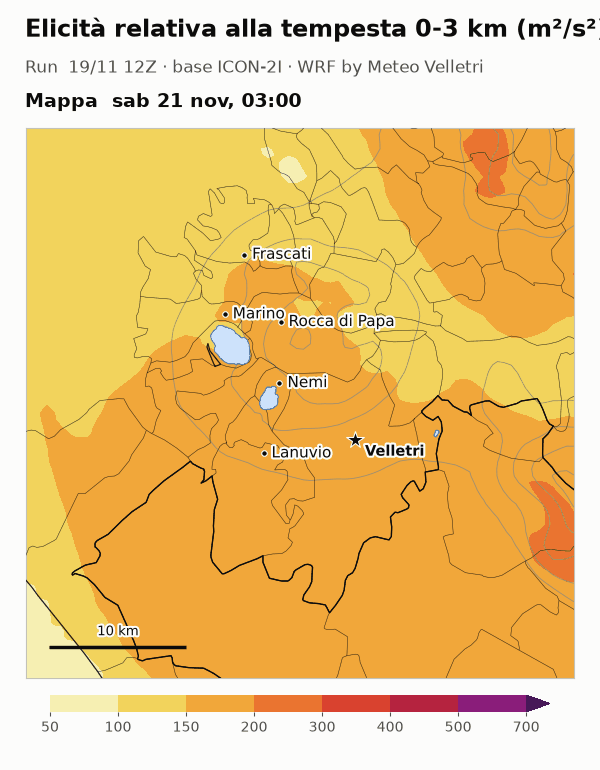 Elicità relativa alla tempesta 0-3 km (m²/s²)
Run  19/11 12Z · base ICON-2I · WRF by Meteo Velletri
Mappa  sab 21 nov, 03:00
Frascati
Marino
Rocca di Papa
Nemi
Velletri
Lanuvio
10 km
50 100 150 200 300 400 500 700